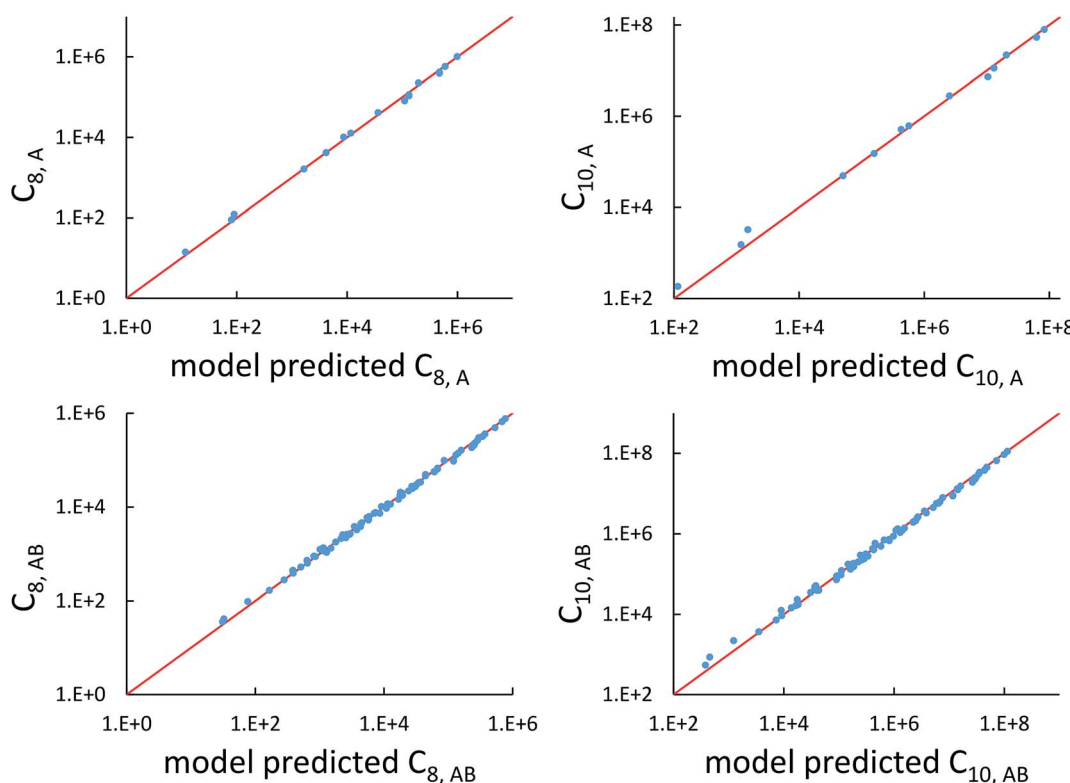 1.E+6
1.E+4
1.E+2
1.E+0
C8, A
1.E+0 1.E+2 1.E+4 1.E+6
model predicted C8, A
1.E+8
1.E+6
1.E+4
1.E+2
C10, A
1.E+2 1.E+4 1.E+6 1.E+8
model predicted C10, A
1.E+6
1.E+4
1.E+2
1.E+0
C8, AB
1.E+0 1.E+2 1.E+4 1.E+6
model predicted C8, AB
1.E+8
1.E+6
1.E+4
1.E+2
C10, AB
1.E+2 1.E+4 1.E+6 1.E+8
model predicted C10, AB